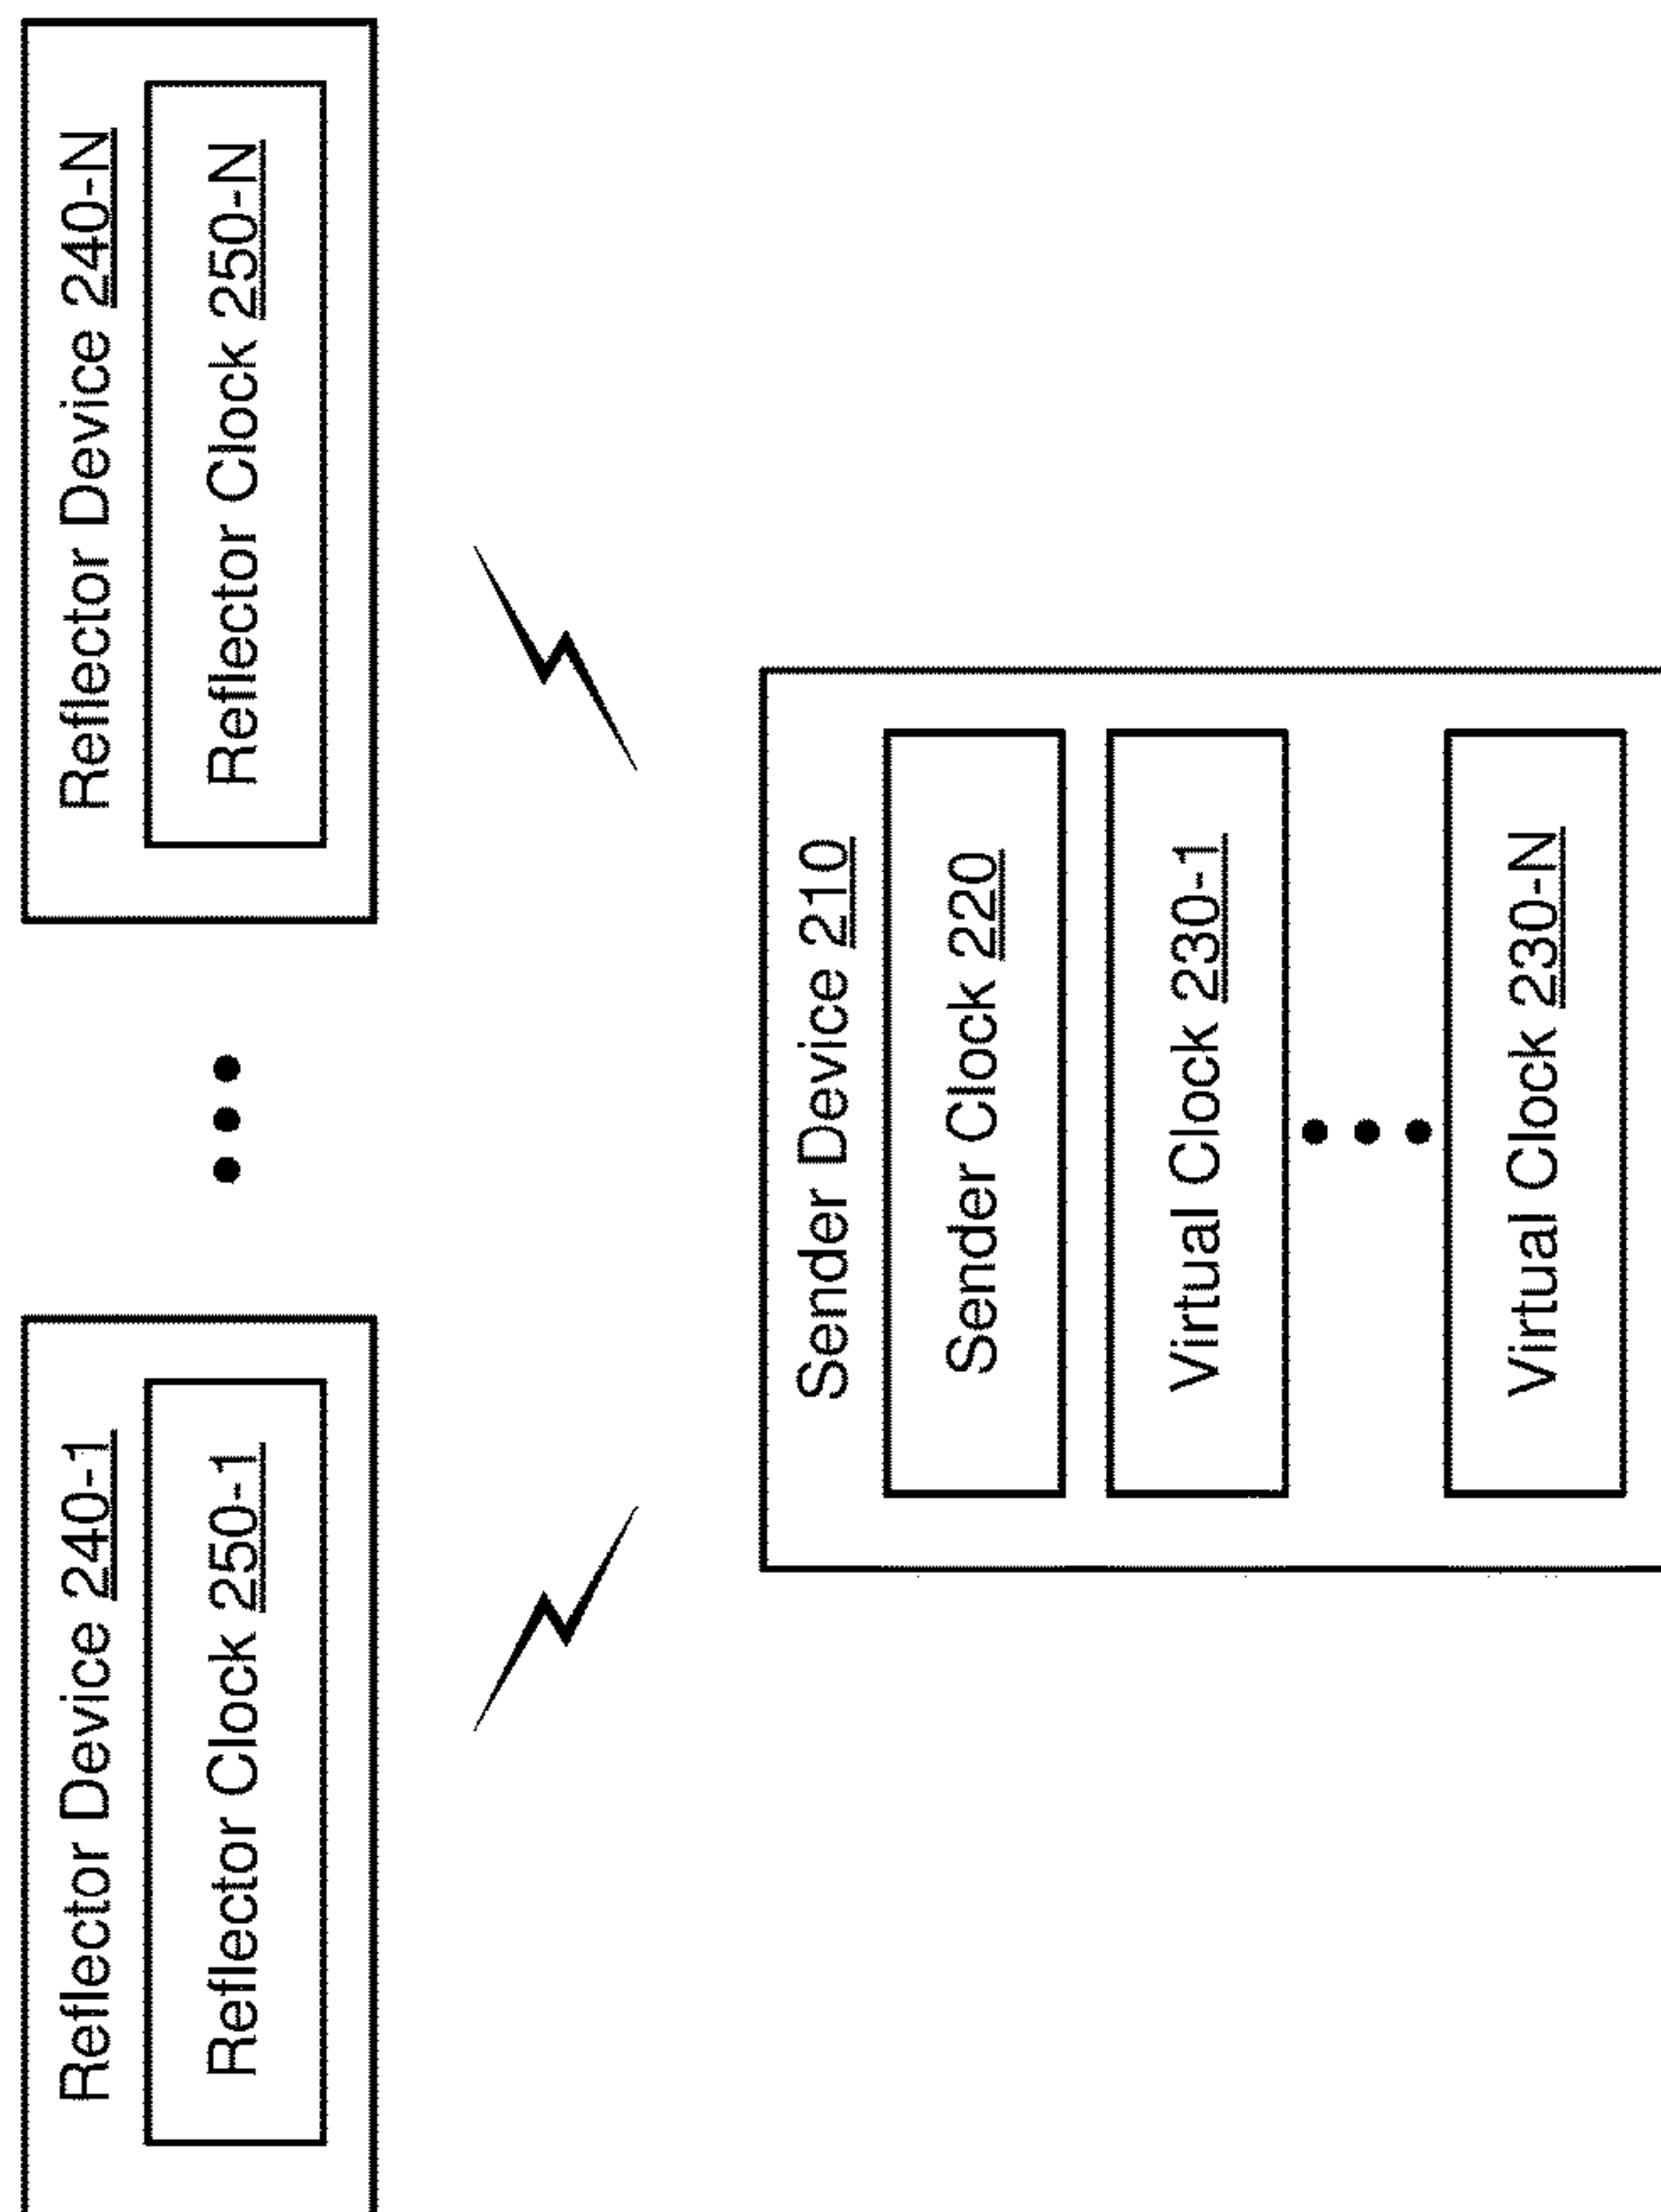 Reflector Device 240-1
Reflector Clock 250-1
Reflector Device 240-N
Reflector Clock 250-N
Sender Device 210
Sender Clock 220
Virtual Clock 230-1
Virtual Clock 230-N